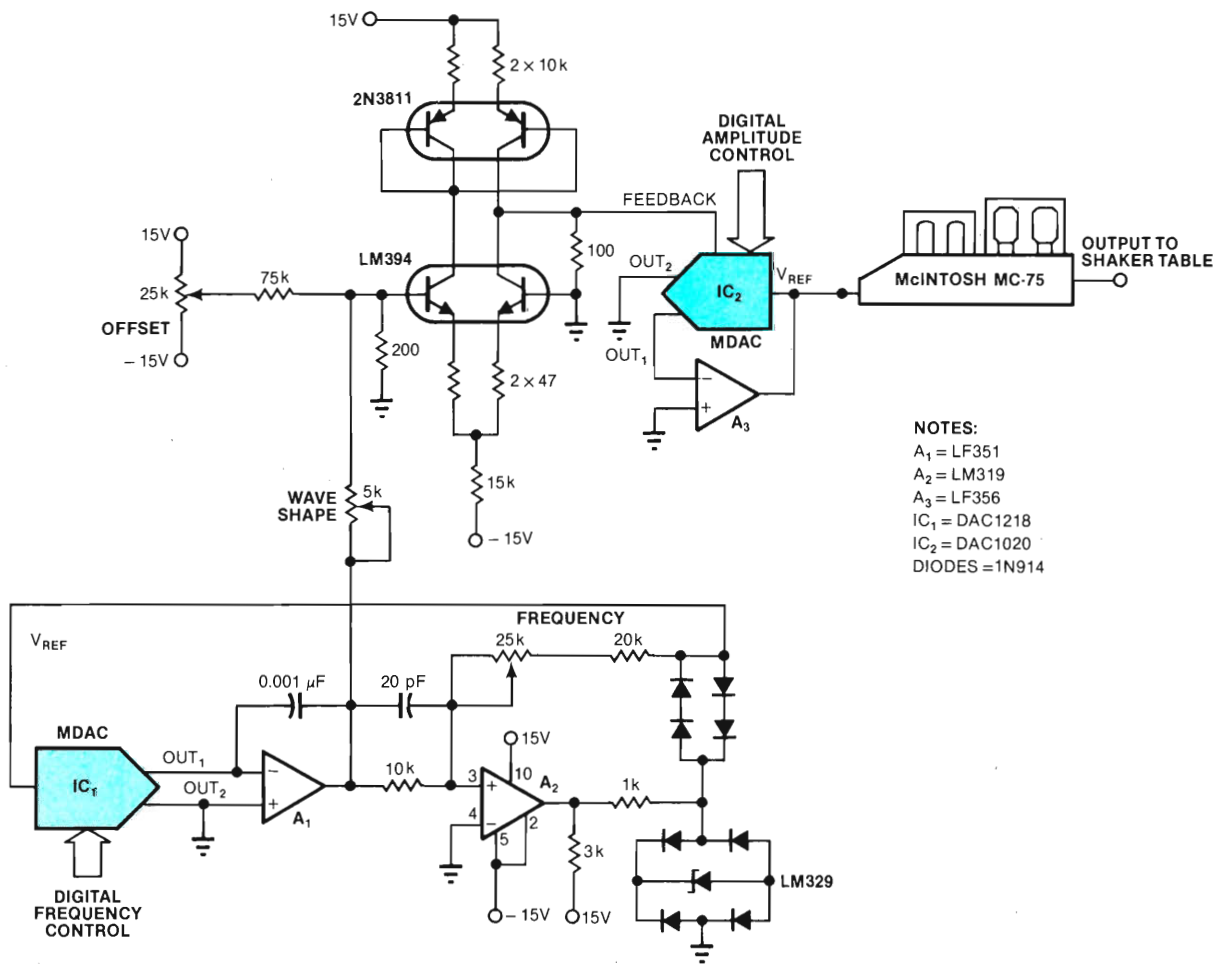 15V
2 × 10k
2N3811
DIGITAL
AMPLITUDE
CONTROL
FEEDBACK
15V
25k
OFFSET
– 15V
75k
LM394
100
OUT2
IC2
VREF
MDAC
McINTOSH MC-75
OUTPUT TO
SHAKER TABLE
200
2 × 47
OUT1
–
+
A3
15k
– 15V
WAVE
SHAPE
5k
NOTES:
A1 = LF351
A2 = LM319
A3 = LF356
IC1 = DAC1218
IC2 = DAC1020
DIODES =1N914
VREF
FREQUENCY
25k
20k
0.001 μF
20 pF
MDAC
IC1
OUT1
OUT2
–
+
A1
10k
15V
10
3
+
A2
4
–
5
2
1k
3k
– 15V
15V
LM329
DIGITAL
FREQUENCY
CONTROL